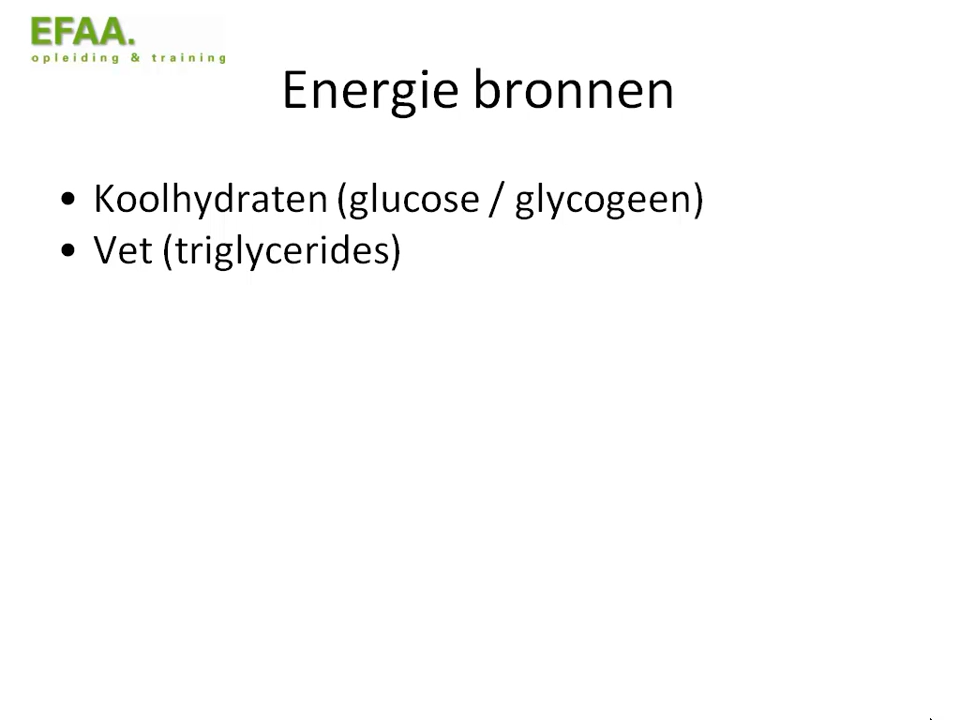 EFAA.
opleiding & training
Energie bronnen
• Koolhydraten (glucose / glycogeen)
• Vet (triglycerides)